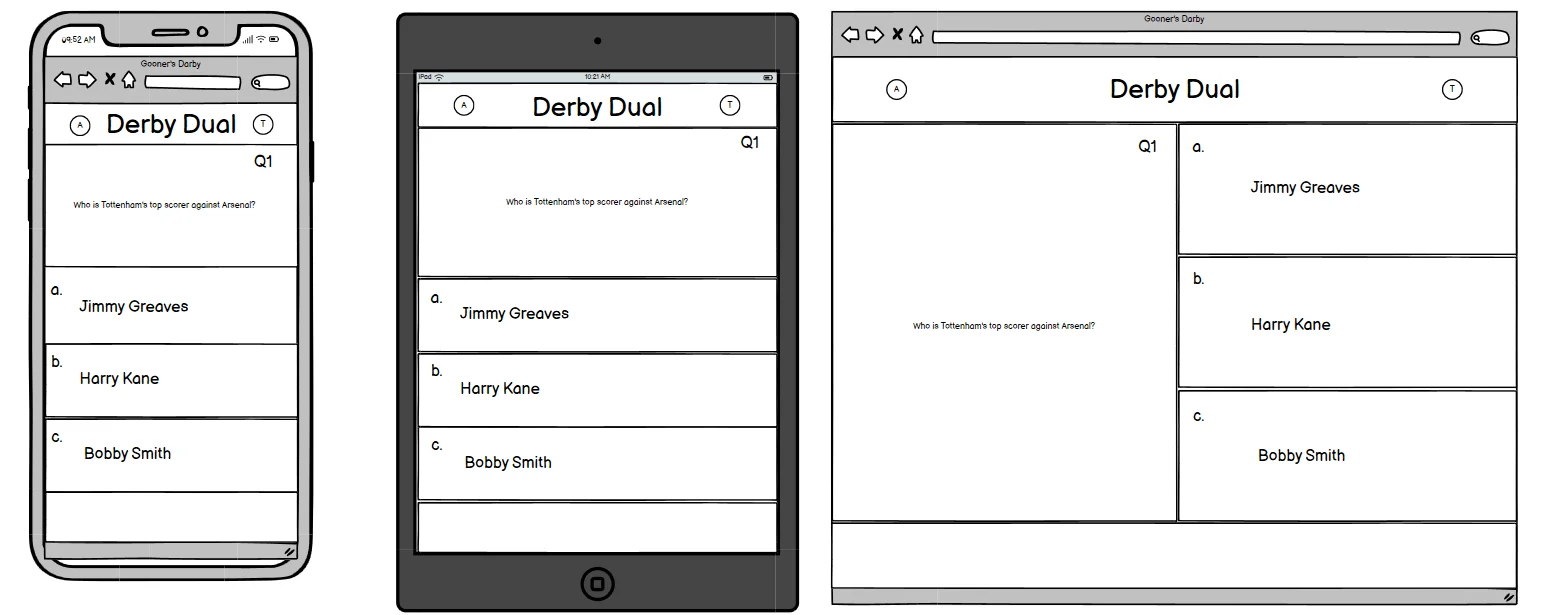 09:52 AM
Gooner's Darby
A Derby Dual T
Q1
Who is Tottenham's top scorer against Arsenal?
a.
Jimmy Greaves
b.
Harry Kane
c.
Bobby Smith
iPad 10:21 AM
A Derby Dual T
Q1
Who is Tottenham's top scorer against Arsenal?
a.
Jimmy Greaves
b.
Harry Kane
c.
Bobby Smith
Gooner's Darby
A Derby Dual T
Q1
Who is Tottenham's top scorer against Arsenal?
a.
Jimmy Greaves
b.
Harry Kane
c.
Bobby Smith